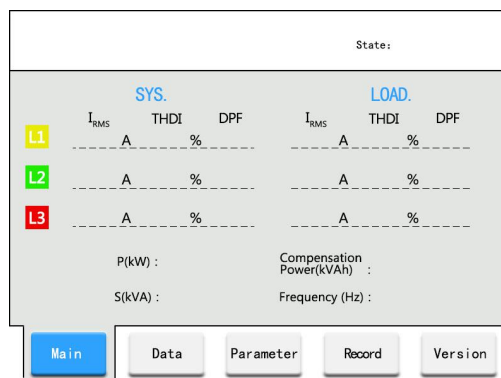 State:
SYS. LOAD.
IRMS THDI DPF IRMS THDI DPF
L1 A % A %
L2 A % A %
L3 A % A %
P(kW) : Compensation
Power(kVAh) :
S(kVA) : Frequency (Hz) :
Main Data Parameter Record Version